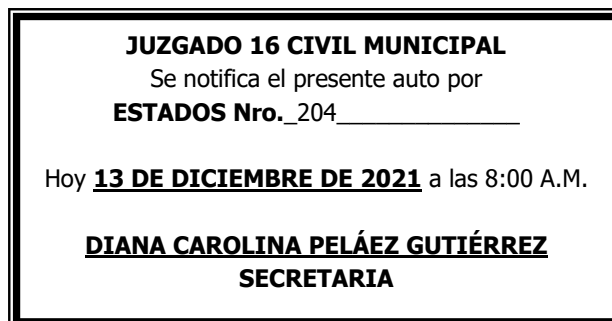 JUZGADO 16 CIVIL MUNICIPAL
Se notifica el presente auto por
ESTADOS Nro._204______________
Hoy 13 DE DICIEMBRE DE 2021 a las 8:00 A.M.
DIANA CAROLINA PELÁEZ GUTIÉRREZ
SECRETARIA